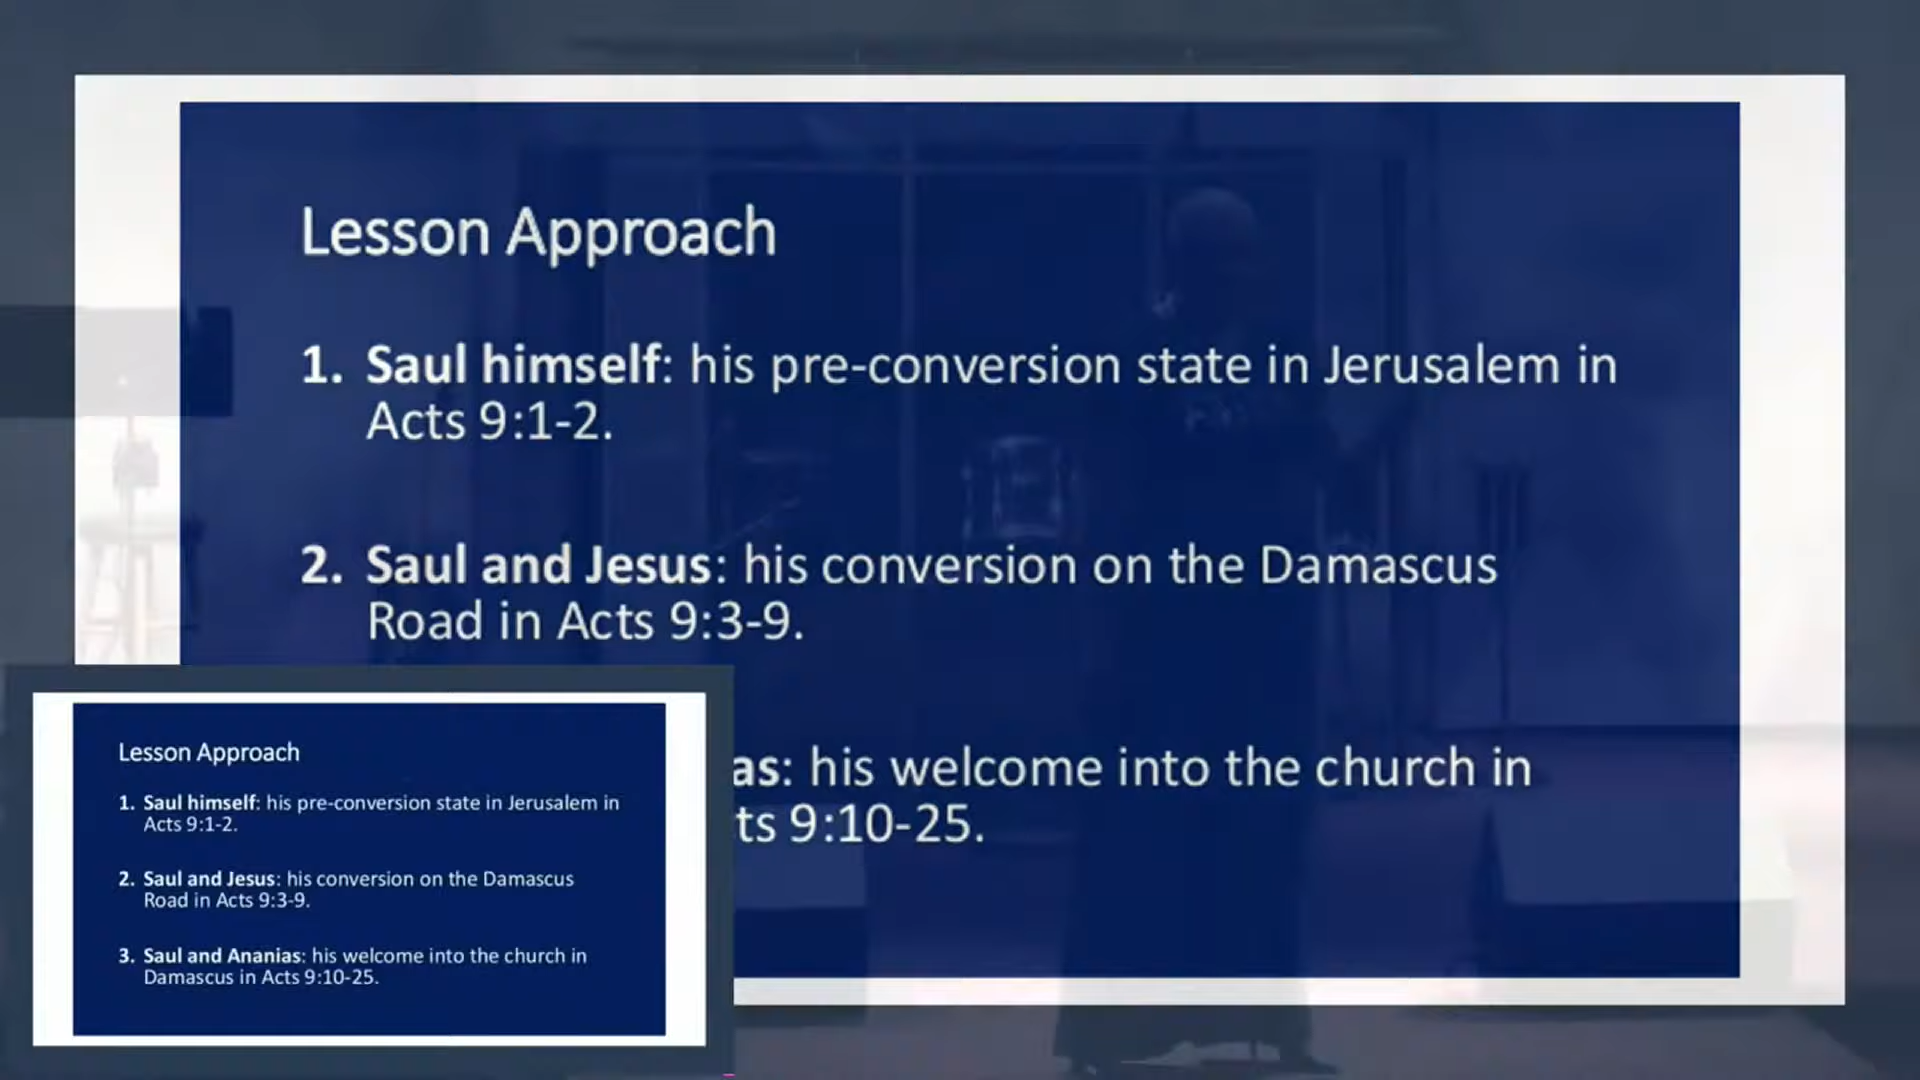 Lesson Approach
1. Saul himself: his pre-conversion state in Jerusalem in
Acts 9:1-2.
2. Saul and Jesus: his conversion on the Damascus
Road in Acts 9:3-9.
as: his welcome into the church in
ts 9:10-25.
Lesson Approach
1. Saul himself: his pre-conversion state in Jerusalem in
Acts 9:1-2.
2. Saul and Jesus: his conversion on the Damascus
Road in Acts 9:3-9.
3. Saul and Ananias: his welcome into the church in
Damascus in Acts 9:10-25.